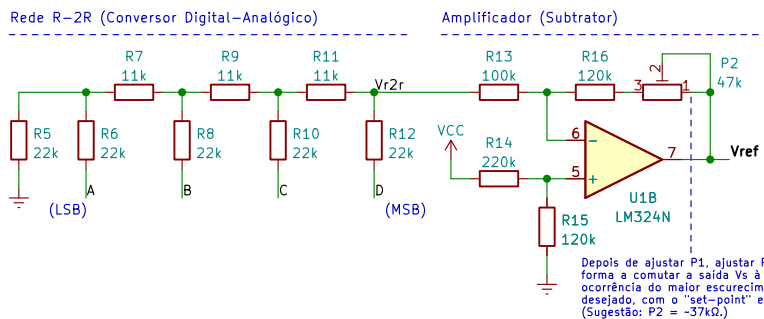 Rede R-2R (Conversor Digital-Analógico)
Amplificador (Subtrator)
R7
11k
R9
11k
R11
11k
Vr2r
R13
100k
R16
120k
2
3
1
P2
47k
R5
22k
R6
22k
R8
22k
R10
22k
R12
22k
VCC
R14
220k
6
5
7
Vref
U1B
LM324N
R15
120k
A
B
C
D
(LSB)
(MSB)
Depois de ajustar P1, ajustar
forma a comutar a saída Vs à
ocorrência do maior
desejado, com o "set-point"
(Sugestão: P2 = ~37kΩ.)